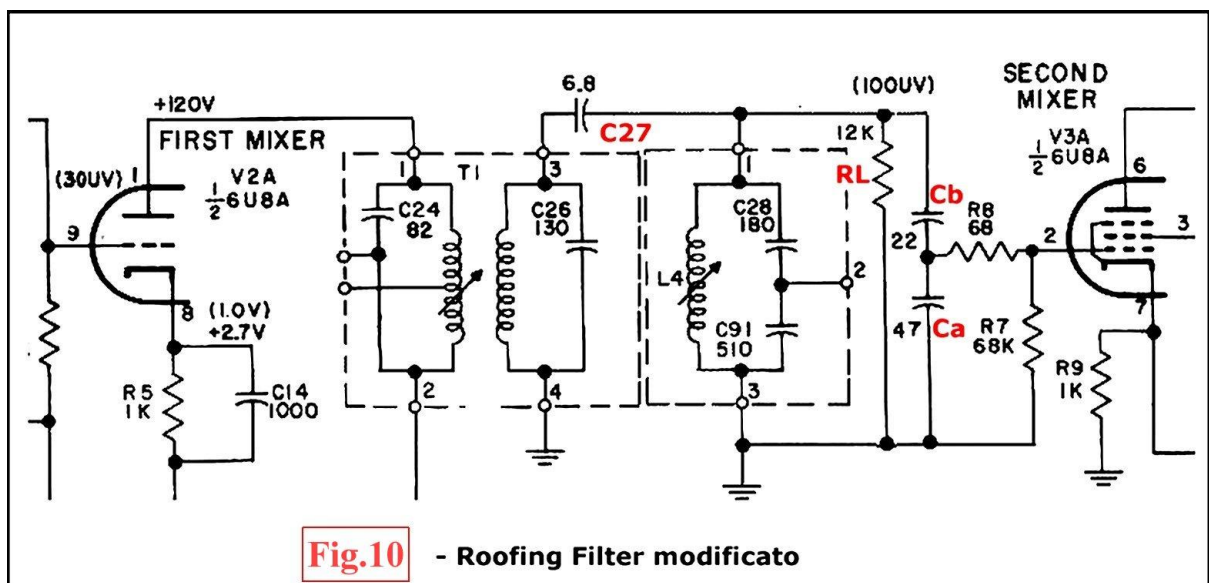 +120V
FIRST MIXER
(30UV)
1
V2A
½ 6U8A
9
8
(1.0V)
+2.7V
R5
1K
C14
1000
1
T1
C24
82
2
3
C26
130
4
6.8
C27
1
L4
C28
180
2
C91
510
3
(100UV)
12K
RL
Cb
22
47
Ca
R8
68
R7
68K
SECOND
MIXER
V3A
½ 6U8A
6
3
2
7
R9
1K
Fig.10 - Roofing Filter modificato